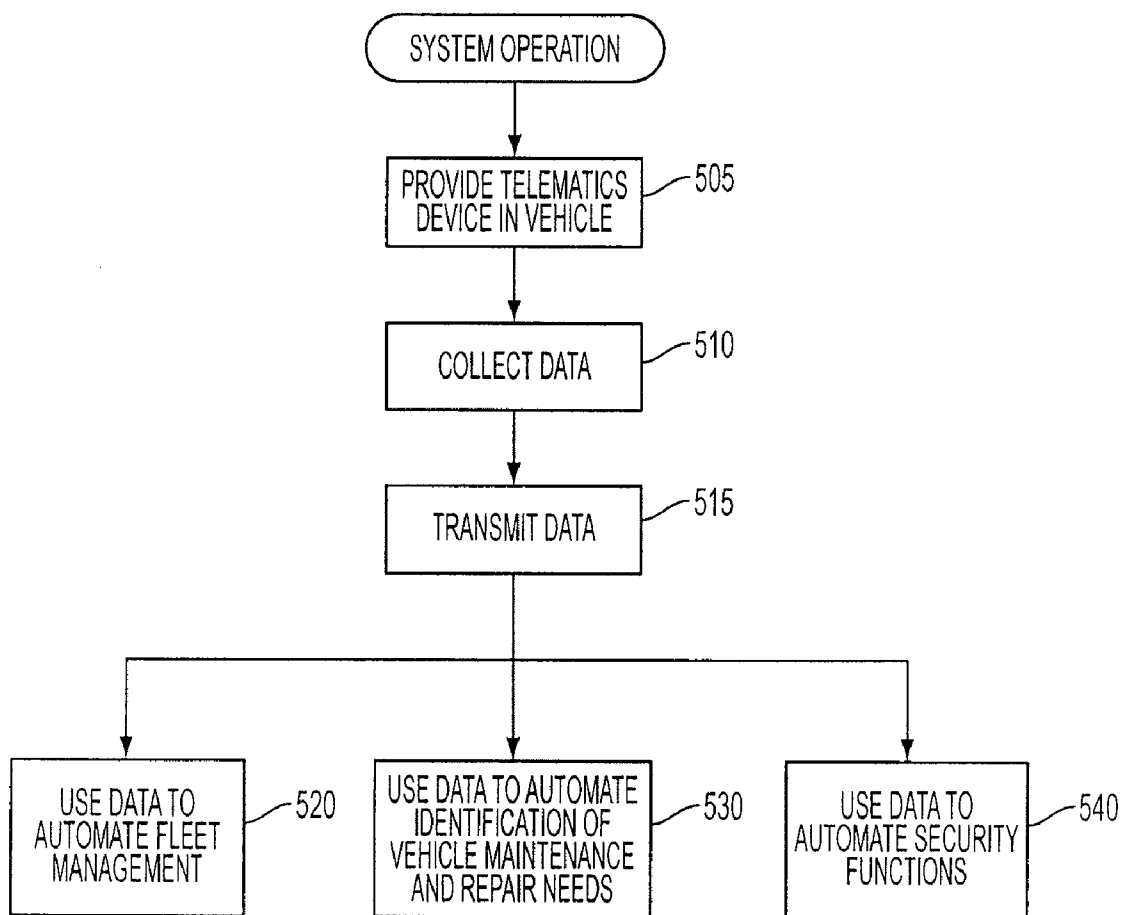 SYSTEM OPERATION
PROVIDE TELEMATICS
DEVICE IN VEHICLE
505
COLLECT DATA
510
TRANSMIT DATA
515
USE DATA TO
AUTOMATE FLEET
MANAGEMENT
520
USE DATA TO AUTOMATE
IDENTIFICATION OF
VEHICLE MAINTENANCE
AND REPAIR NEEDS
530
USE DATA TO
AUTOMATE SECURITY
FUNCTIONS
540